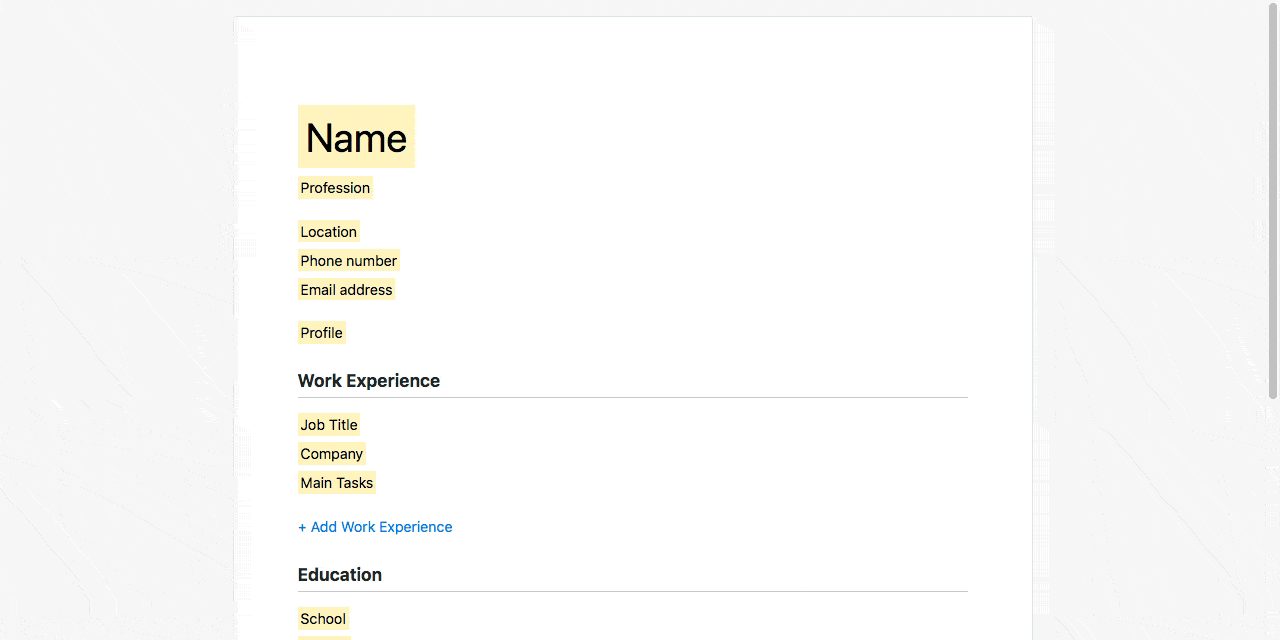 Name
Profession
Location
Phone number
Email address
Profile
Work Experience
Job Title
Company
Main Tasks
+ Add Work Experience
Education
School